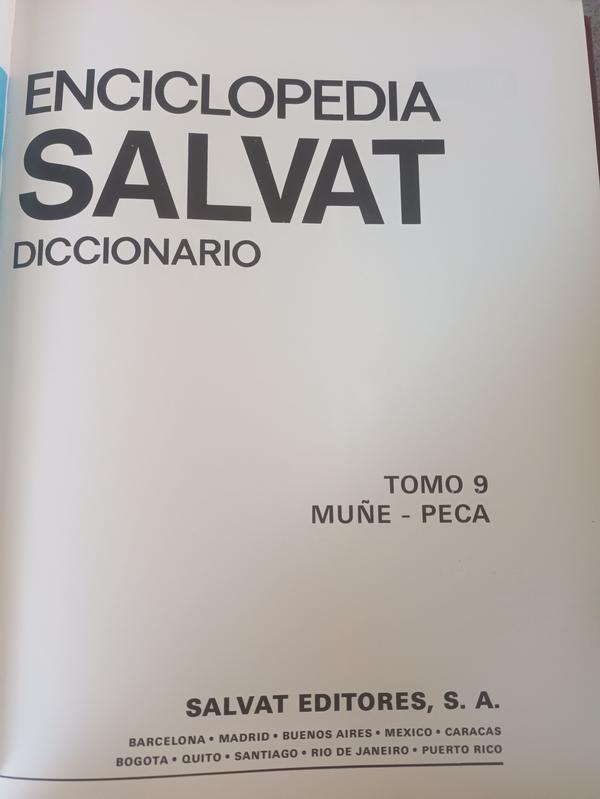 ENCICLOPEDIA
SALVAT
DICCIONARIO
TOMO 9
MUÑE - PECA
SALVAT EDITORES, S. A.
BARCELONA • MADRID • BUENOS AIRES • MEXICO • CARACAS
BOGOTA • QUITO • SANTIAGO • RIO DE JANEIRO • PUERTO RICO